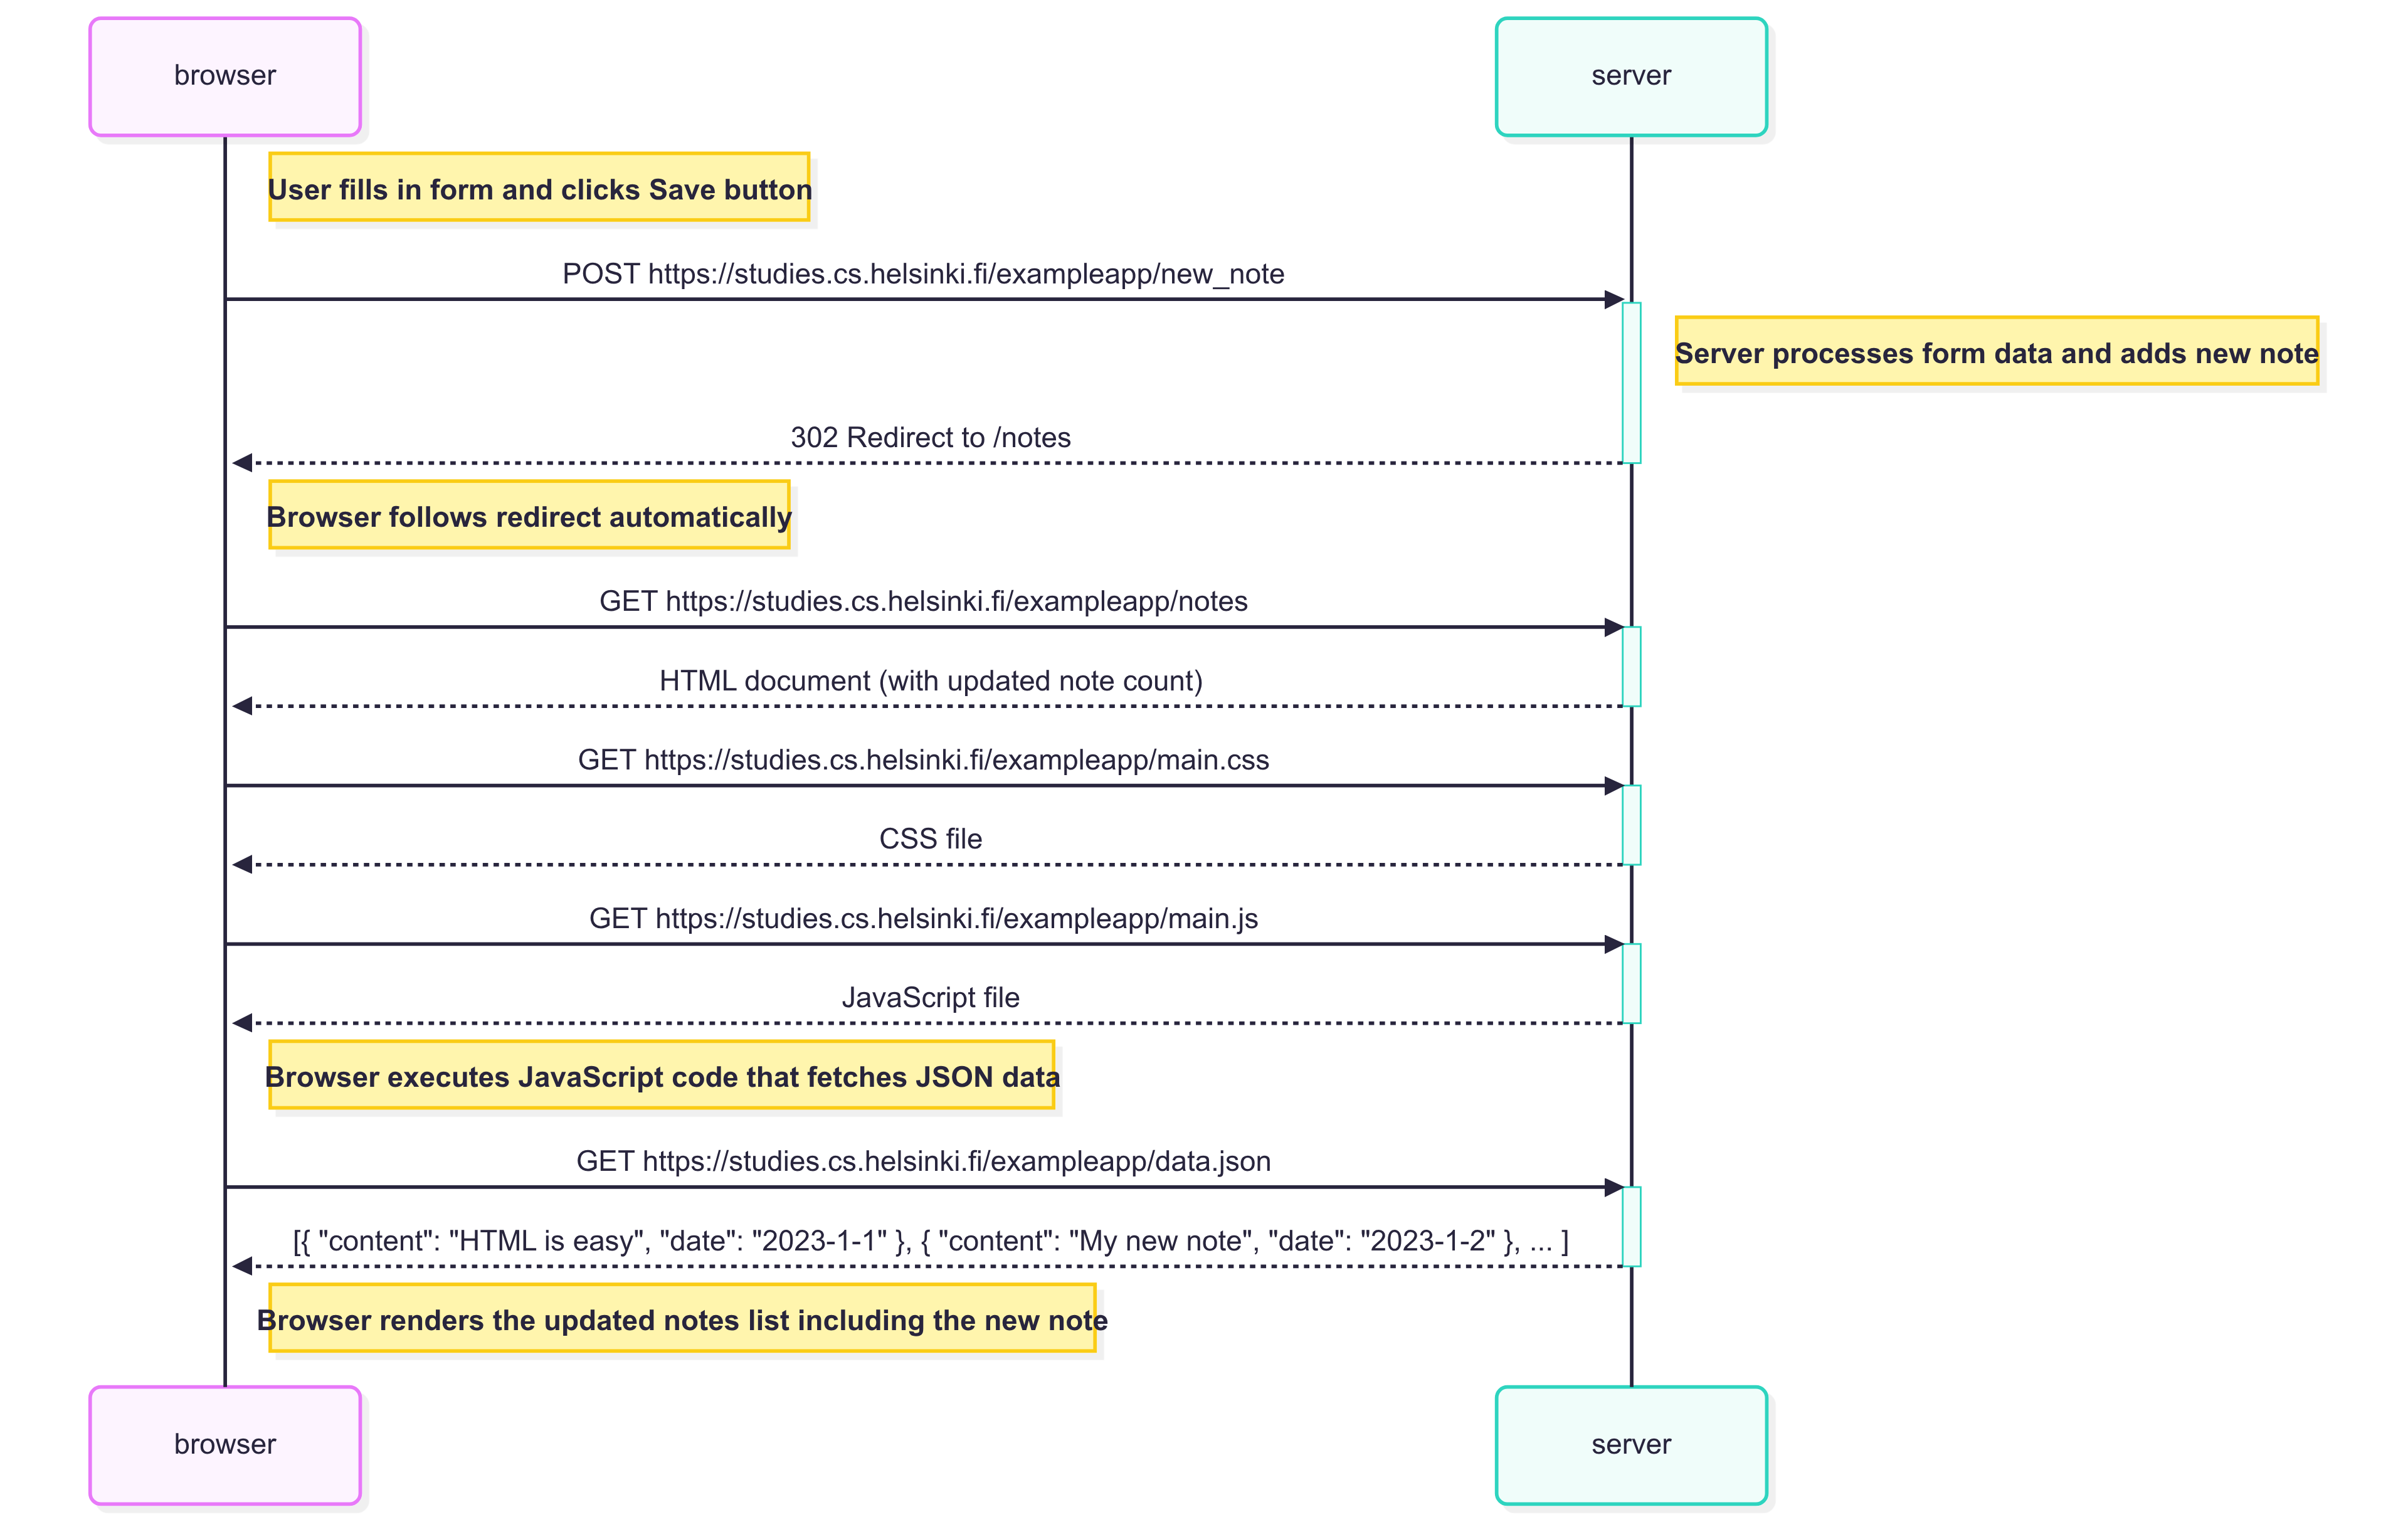 browser
server
User fills in form and clicks Save button
POST https://studies.cs.helsinki.fi/exampleapp/new_note
Server processes form data and adds new note
302 Redirect to /notes
Browser follows redirect automatically
GET https://studies.cs.helsinki.fi/exampleapp/notes
HTML document (with updated note count)
GET https://studies.cs.helsinki.fi/exampleapp/main.css
CSS file
GET https://studies.cs.helsinki.fi/exampleapp/main.js
JavaScript file
Browser executes JavaScript code that fetches JSON data
GET https://studies.cs.helsinki.fi/exampleapp/data.json
[{ "content": "HTML is easy", "date": "2023-1-1" }, { "content": "My new note", "date": "2023-1-2" }, ... ]
Browser renders the updated notes list including the new note
browser
server